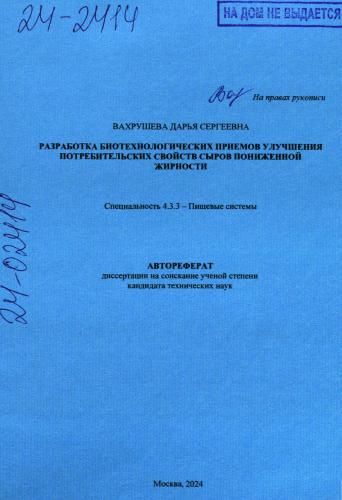 24-2414
НА ДОМ НЕ ВЫДАЕТСЯ
На правах рукописи
ВАХРУШЕВА ДАРЬЯ СЕРГЕЕВНА
РАЗРАБОТКА БИОТЕХНОЛОГИЧЕСКИХ ПРИЕМОВ УЛУЧШЕНИЯ
ПОТРЕБИТЕЛЬСКИХ СВОЙСТВ СЫРОВ ПОНИЖЕННОЙ
ЖИРНОСТИ
Специальность 4.3.3 – Пищевые системы
24-02414
АВТОРЕФЕРАТ
диссертации на соискание ученой степени
кандидата технических наук
Москва, 2024